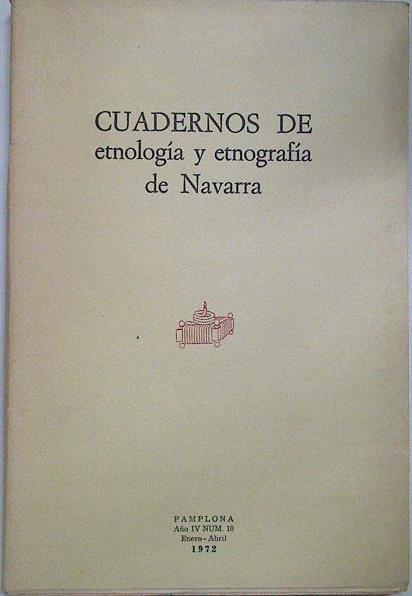 CUADERNOS DE
etnología y etnografía
de Navarra
PAMPLONA
Año IV NUM. 10
Enero - Abril
1972